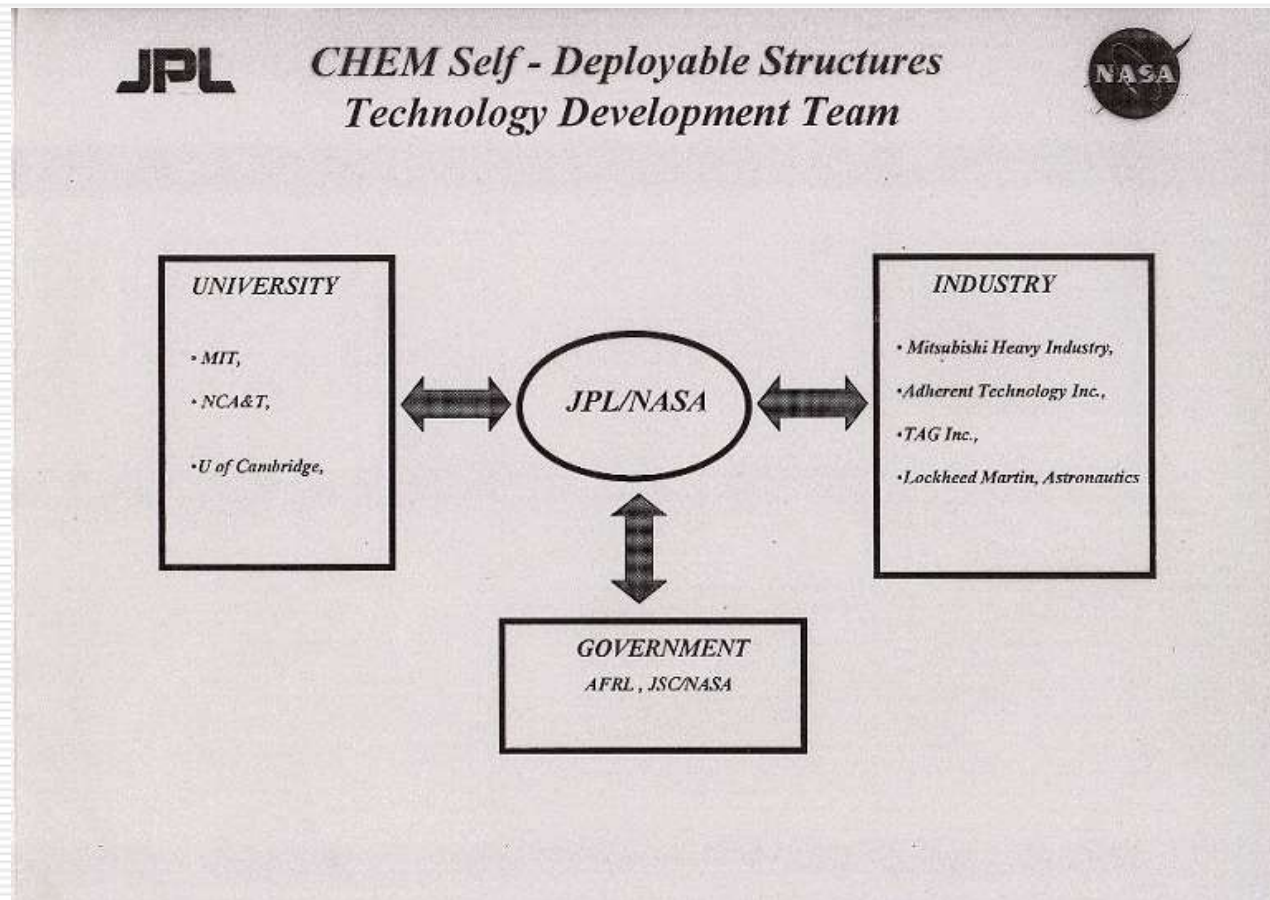 JPL
CHEM Self - Deployable Structures
Technology Development Team
NASA
UNIVERSITY
• MIT,
• NCA&T,
•U of Cambridge,
JPL/NASA
INDUSTRY
• Mitsubishi Heavy Industry,
•Adherent Technology Inc.,
•TAG Inc.,
•Lockheed Martin, Astronautics
GOVERNMENT
AFRL , JSC/NASA